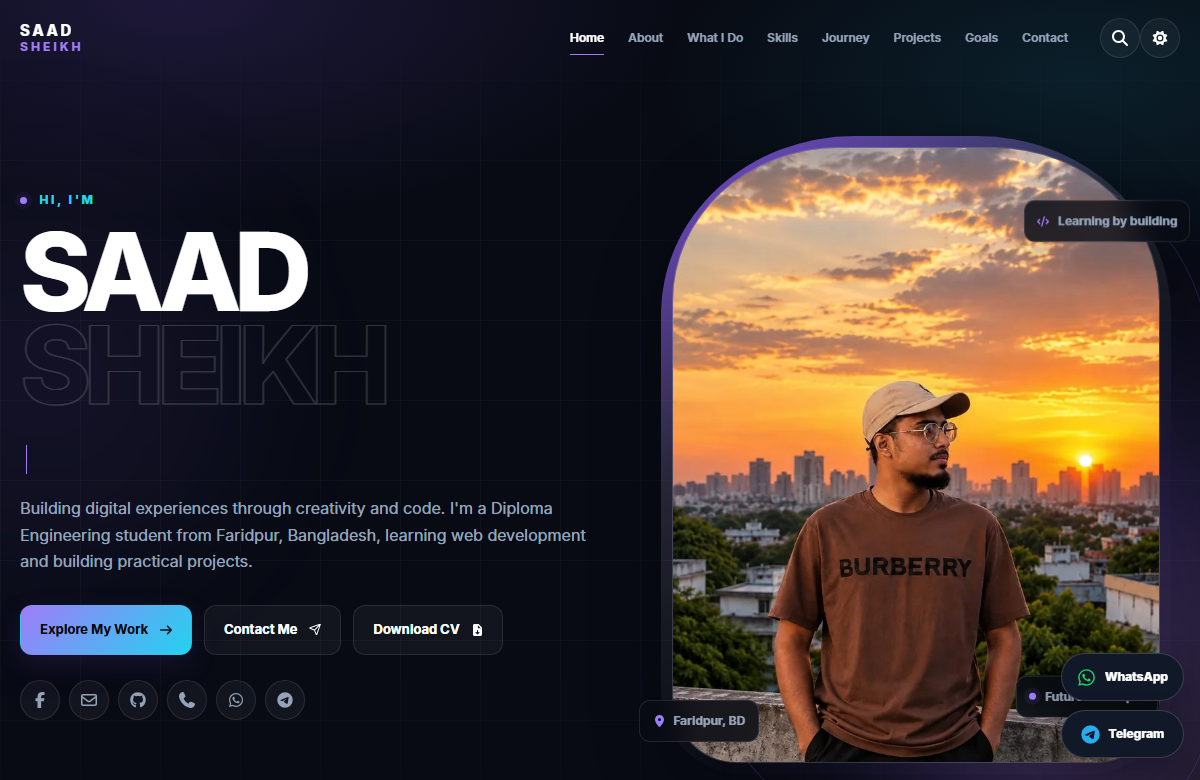 SAAD
SHEIKH
Home About What I Do Skills Journey Projects Goals Contact
HI, I'M
SAAD
SHEIKH
Building digital experiences through creativity and code. I'm a Diploma
Engineering student from Faridpur, Bangladesh, learning web development
and building practical projects.
Explore My Work
Contact Me
Download CV
Learning by building
BURBERRY
Faridpur, BD
WhatsApp
Telegram